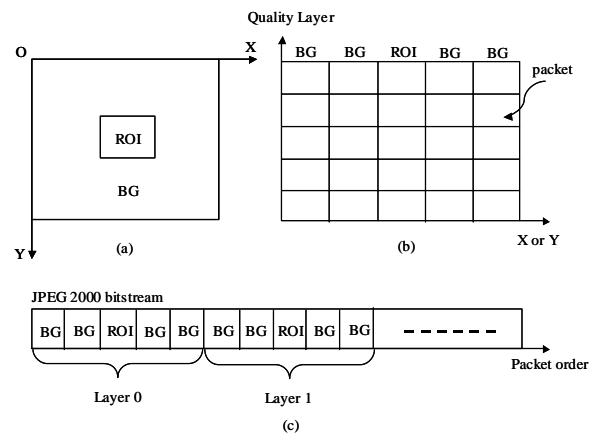 Quality Layer
O
X
ROI
BG
Y
(a)
BG BG ROI BG BG
packet
X or Y
(b)
JPEG 2000 bitstream
BG BG ROI BG BG BG BG ROI BG BG
Packet order
Layer 0
Layer 1
(c)